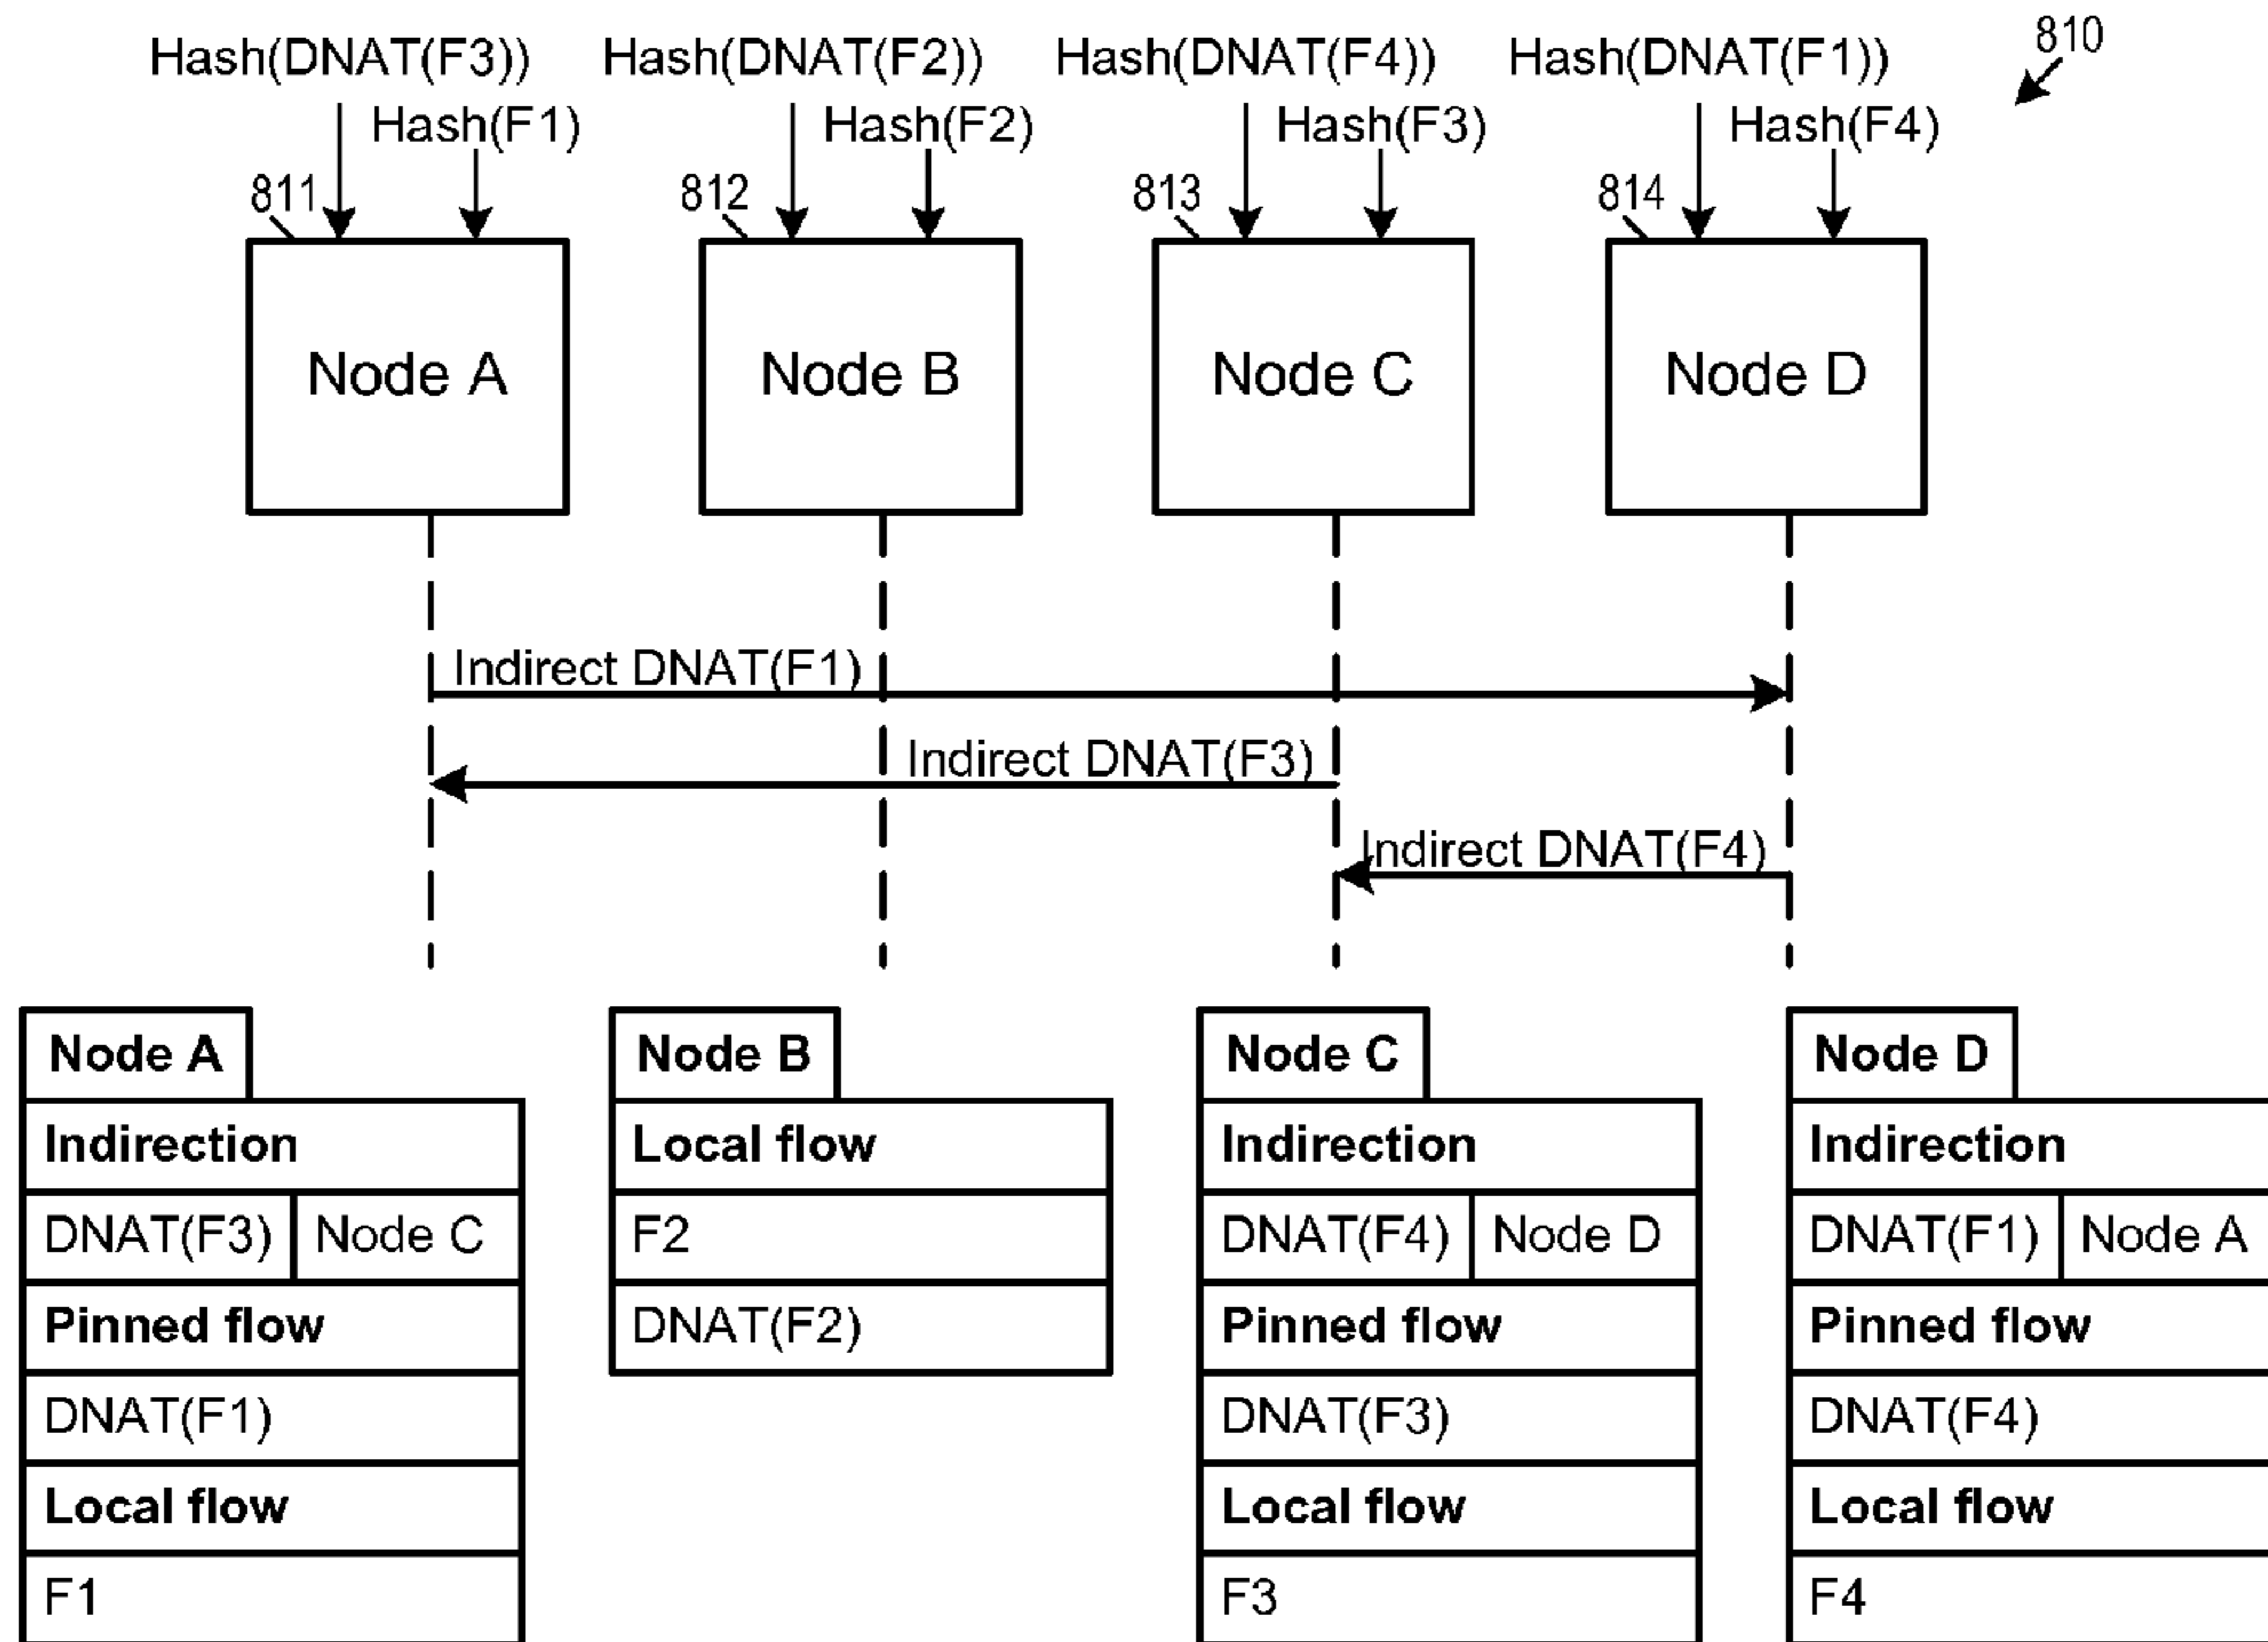 810
Hash(DNAT(F3)) Hash(DNAT(F2)) Hash(DNAT(F4)) Hash(DNAT(F1))
Hash(F1) Hash(F2) Hash(F3) Hash(F4)
811 812 813 814
Node A Node B Node C Node D
Indirect DNAT(F1)
Indirect DNAT(F3)
Indirect DNAT(F4)
Node A
Indirection
DNAT(F3) Node C
Pinned flow
DNAT(F1)
Local flow
F1
Node B
Local flow
F2
DNAT(F2)
Node C
Indirection
DNAT(F4) Node D
Pinned flow
DNAT(F3)
Local flow
F3
Node D
Indirection
DNAT(F1) Node A
Pinned flow
DNAT(F4)
Local flow
F4